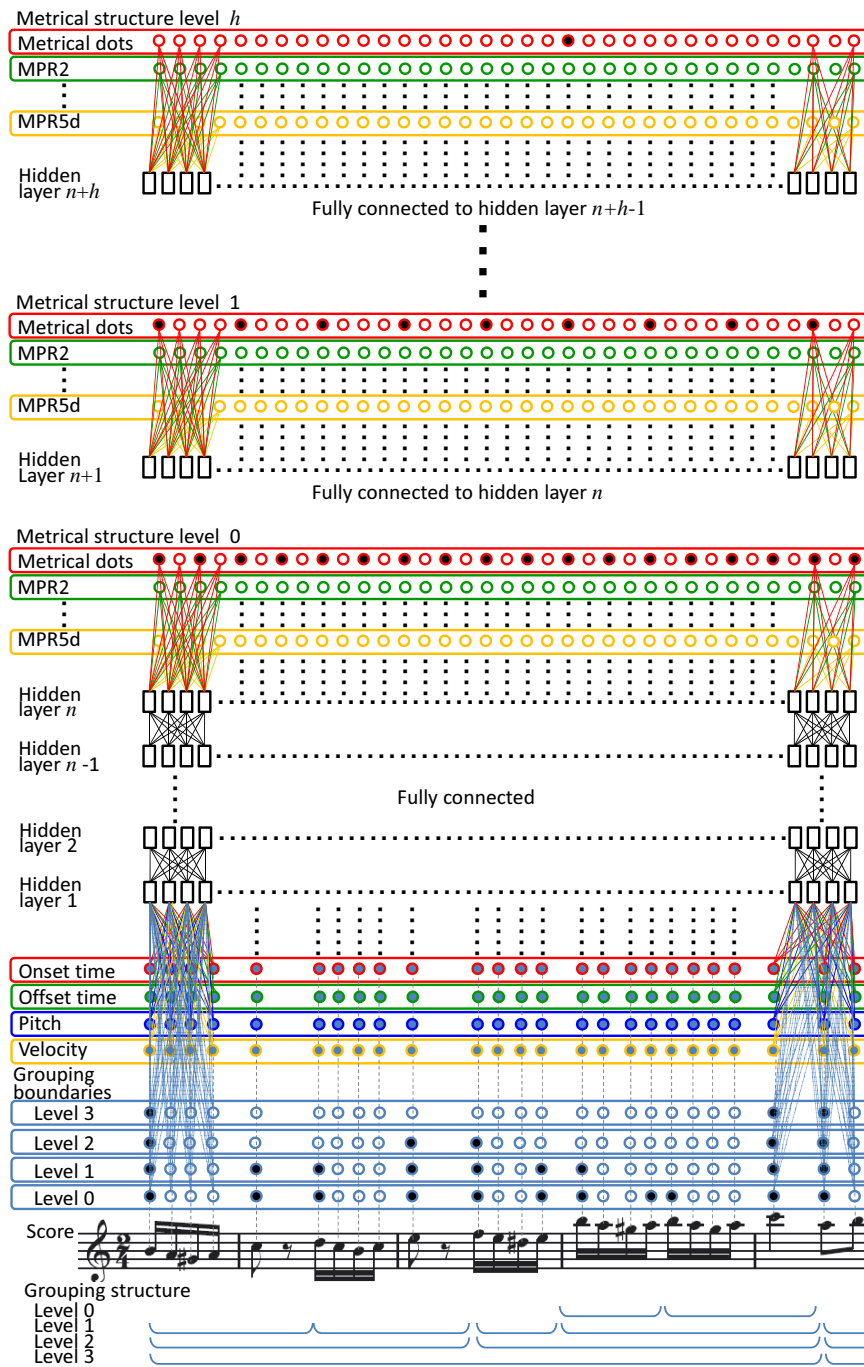 Metrical structure level h
Metrical dots
MPR2
MPR5d
Hidden
layer n+h
Fully connected to hidden layer n+h-1
Metrical structure level 1
Metrical dots
MPR2
MPR5d
Hidden
Layer n+1
Fully connected to hidden layer n
Metrical structure level 0
Metrical dots
MPR2
MPR5d
Hidden
layer n
Hidden
layer n -1
Fully connected
Hidden
layer 2
Hidden
layer 1
Onset time
Offset time
Pitch
Velocity
Grouping
boundaries
Level 3
Level 2
Level 1
Level 0
Score
2
4
Grouping structure
Level 0
Level 1
Level 2
Level 3